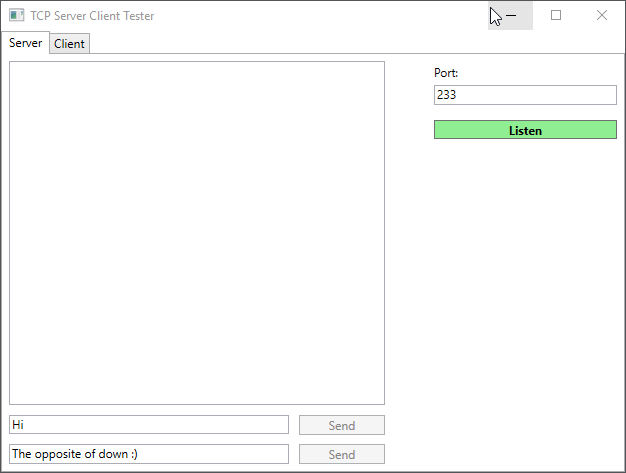 TCP Server Client Tester
Server Client
Port:
233
Listen
Hi Send
The opposite of down :) Send